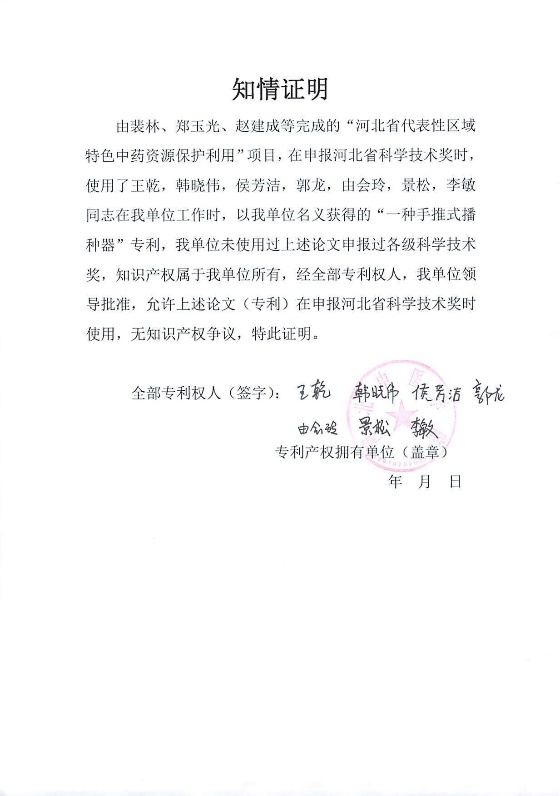 知情证明
由裴林、郑玉光、赵建成等完成的“河北省代表性区域
特色中药资源保护利用”项目，在申报河北省科学技术奖时，
使用了王乾，韩晓伟，侯芳洁，郭龙，由会玲，景松，李敏
同志在我单位工作时，以我单位名义获得的“一种手推式播
种器”专利，我单位未使用过上述论文申报过各级科学技术
奖，知识产权属于我单位所有，经全部专利权人，我单位领
导批准，允许上述论文（专利）在申报河北省科学技术奖时
使用，无知识产权争议，特此证明。
全部专利权人（签字）：王乾 韩晓伟 侯芳洁 郭龙
由会玲 景松 李敏
专利产权拥有单位（盖章）
年 月 日